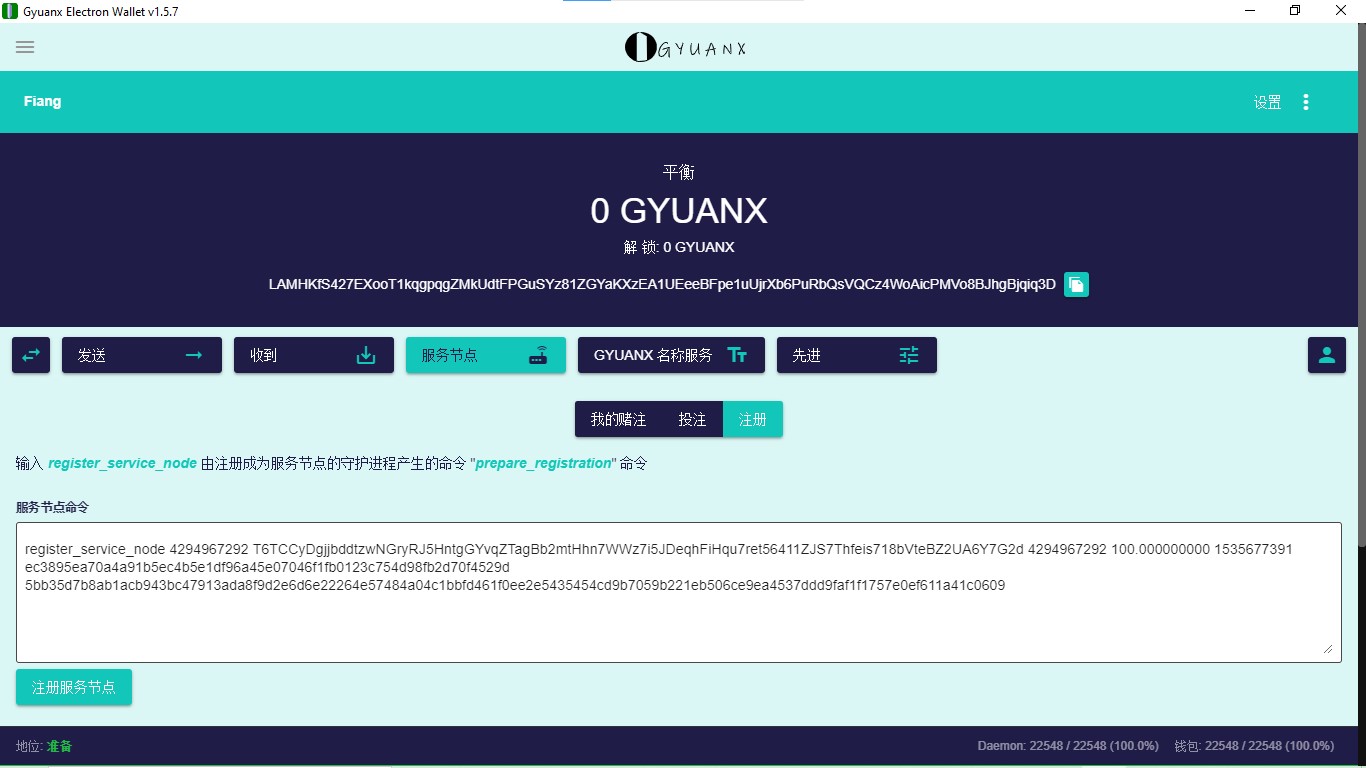 Gyuanx Electron Wallet v1.5.7
GYUANX
Fiang
设置
平衡
0 GYUANX
解 锁: 0 GYUANX
LAMHKfS427EXooT1kqgpqgZMkUdtFPGuSYz81ZGYaKXzEA1UEeeBFpe1uUjrXb6PuRbQsVQCz4WoAicPMVo8BJhgBjqiq3D
发送
收到
服务节点
GYUANX 名称服务
先进
我的赌注
投注
注册
输入 register_service_node 由注册成为服务节点的守护进程产生的命令 "prepare_registration" 命令
服务节点命令
register_service_node 4294967292 T6TCCyDgjjbddtzwNGryRJ5HntgGYvqZTagBb2mtHhn7WWz7i5JDeqhFiHqu7ret56411ZJS7Thfeis718bVteBZ2UA6Y7G2d 4294967292 100.000000000 1535677391
ec3895ea70a4a91b5ec4b5e1df96a45e07046f1fb0123c754d98fb2d70f4529d
5bb35d7b8ab1acb943bc47913ada8f9d2e6d6e22264e57484a04c1bbfd461f0ee2e5435454cd9b7059b221eb506ce9ea4537ddd9faf1f1757e0ef611a41c0609
注册服务节点
地位: 准备
Daemon: 22548 / 22548 (100.0%)
钱包: 22548 / 22548 (100.0%)